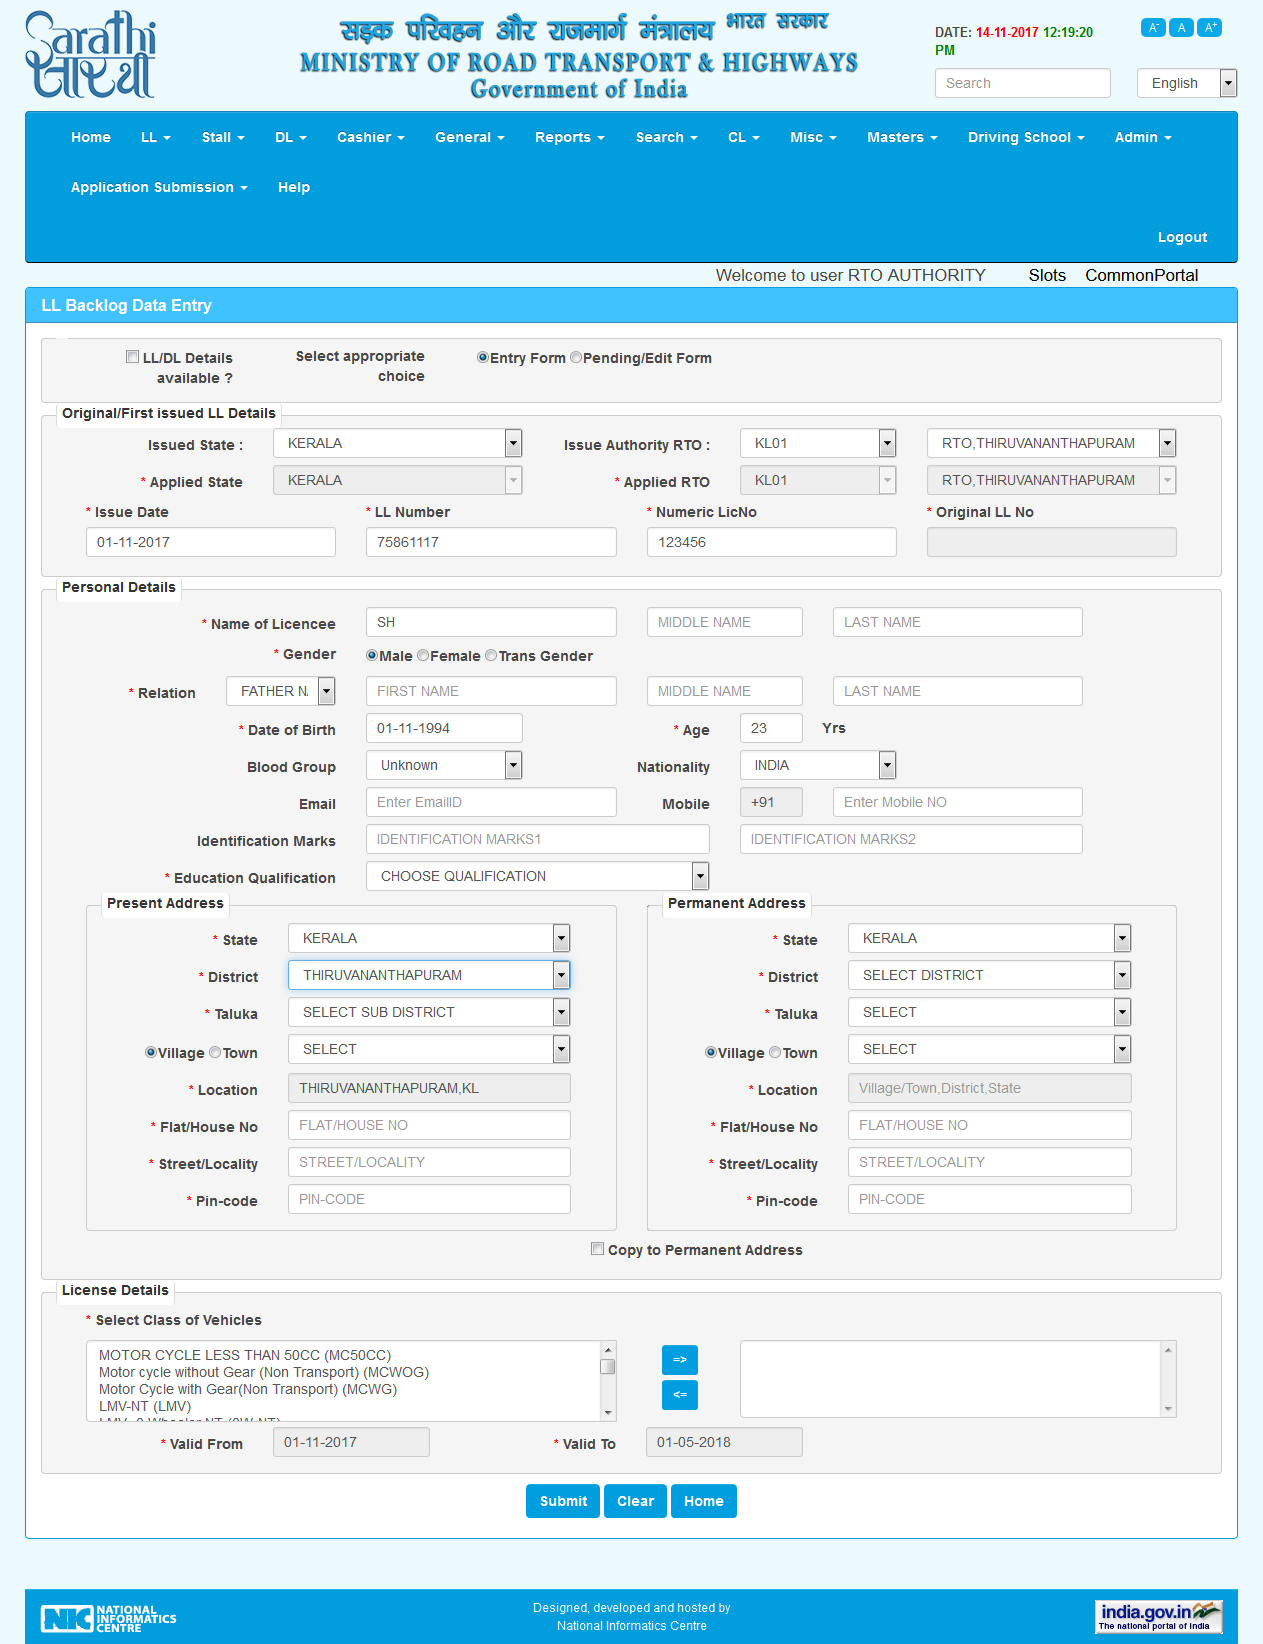 Sarathi
सारथी
सड़क परिवहन और राजमार्ग मंत्रालय भारत सरकार
MINISTRY OF ROAD TRANSPORT & HIGHWAYS
Government of India
DATE: 14-11-2017 12:19:20 PM
A- A A+
Search English
Home LL Stall DL Cashier General Reports Search CL Misc Masters Driving School Admin
Application Submission Help
Logout
Welcome to user RTO AUTHORITY Slots CommonPortal
LL Backlog Data Entry
LL/DL Details available ? Select appropriate choice Entry Form Pending/Edit Form
Original/First issued LL Details
Issued State : KERALA Issue Authority RTO : KL01 RTO,THIRUVANANTHAPURAM
* Applied State KERALA * Applied RTO KL01 RTO,THIRUVANANTHAPURAM
* Issue Date * LL Number * Numeric LicNo * Original LL No
01-11-2017 75861117 123456
Personal Details
* Name of Licencee SH MIDDLE NAME LAST NAME
* Gender Male Female Trans Gender
* Relation FATHER N FIRST NAME MIDDLE NAME LAST NAME
* Date of Birth 01-11-1994 * Age 23 Yrs
Blood Group Unknown Nationality INDIA
Email Enter EmailID Mobile +91 Enter Mobile NO
Identification Marks IDENTIFICATION MARKS1 IDENTIFICATION MARKS2
* Education Qualification CHOOSE QUALIFICATION
Present Address Permanent Address
* State KERALA * State KERALA
* District THIRUVANANTHAPURAM * District SELECT DISTRICT
* Taluka SELECT SUB DISTRICT * Taluka SELECT
Village Town SELECT Village Town SELECT
* Location THIRUVANANTHAPURAM,KL * Location Village/Town,District,State
* Flat/House No FLAT/HOUSE NO * Flat/House No FLAT/HOUSE NO
* Street/Locality STREET/LOCALITY * Street/Locality STREET/LOCALITY
* Pin-code PIN-CODE * Pin-code PIN-CODE
Copy to Permanent Address
License Details
* Select Class of Vehicles
MOTOR CYCLE LESS THAN 50CC (MC50CC)
Motor cycle without Gear (Non Transport) (MCWOG)
Motor Cycle with Gear(Non Transport) (MCWG)
LMV-NT (LMV)
=>
<=
* Valid From 01-11-2017 * Valid To 01-05-2018
Submit Clear Home
NIC NATIONAL INFORMATICS CENTRE
Designed, developed and hosted by
National Informatics Centre
india.gov.in
The national portal of India